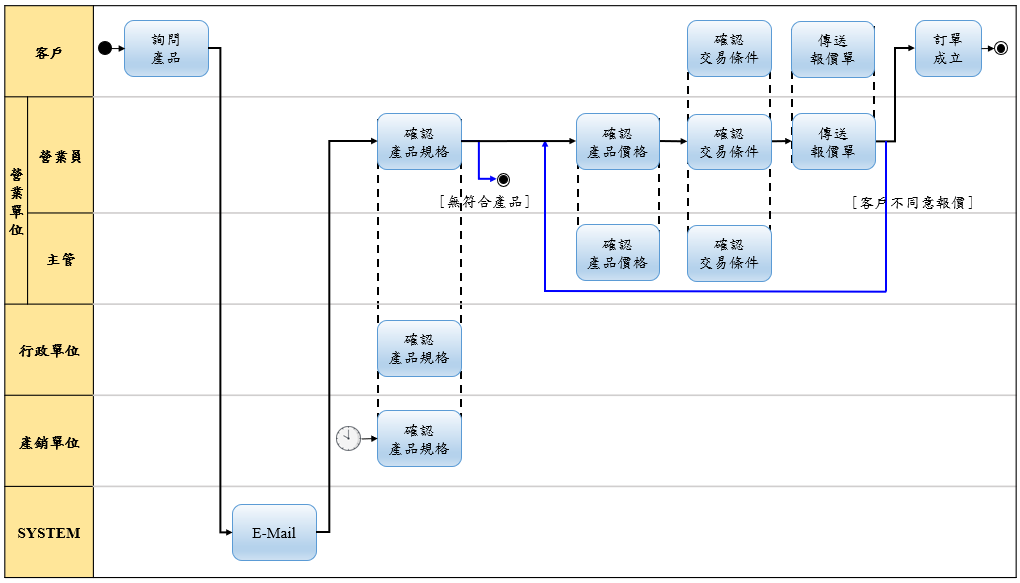 客戶
詢問
產品
確認
交易條件
傳送
報價單
訂單
成立
營業單位
營業員
確認
產品規格
確認
產品價格
確認
交易條件
傳送
報價單
[無符合產品]
[客戶不同意報價]
主管
確認
產品價格
確認
交易條件
行政單位
確認
產品規格
產銷單位
確認
產品規格
SYSTEM
E-Mail